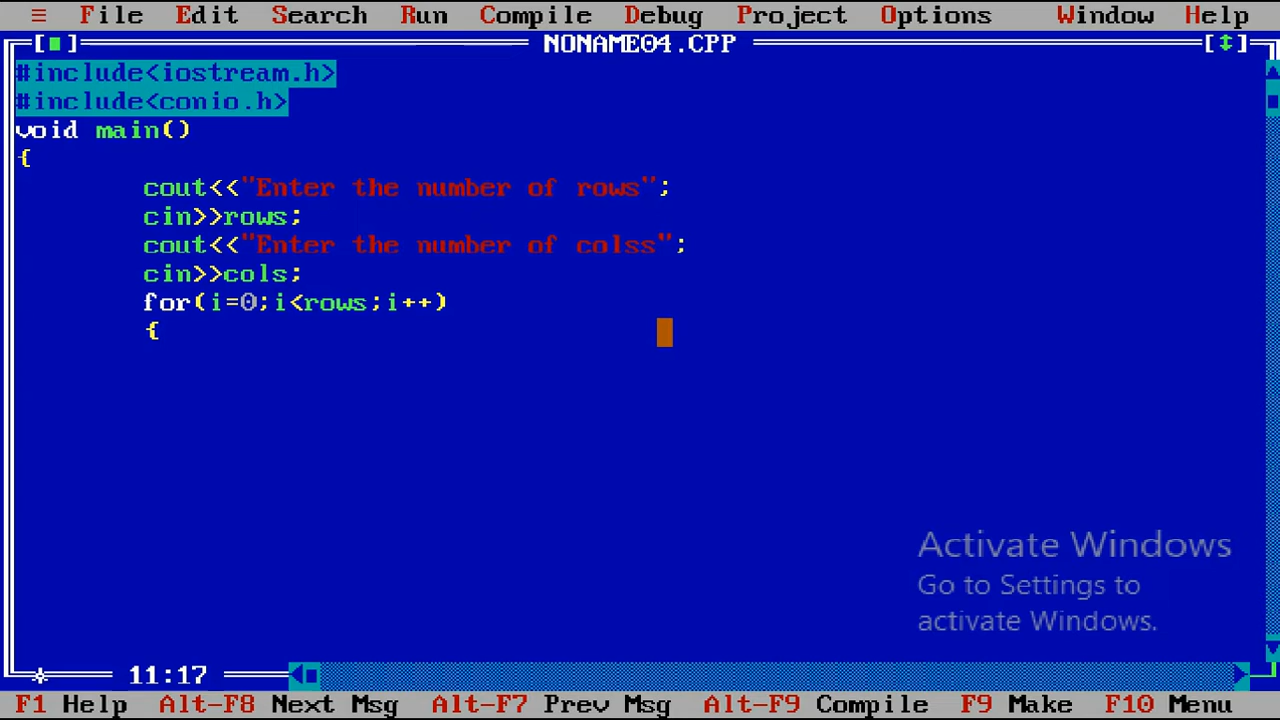 ≡ File Edit Search Run Compile Debug Project Options Window Help
[■] NONAME04.CPP [↕]
#include<iostream.h>
#include<conio.h>
void main()
{
cout<<"Enter the number of rows";
cin>>rows;
cout<<"Enter the number of colss";
cin>>cols;
for(i=0;i<rows;i++)
{
Activate Windows
Go to Settings to
activate Windows.
11:17
F1 Help Alt-F8 Next Msg Alt-F7 Prev Msg Alt-F9 Compile F9 Make F10 Menu